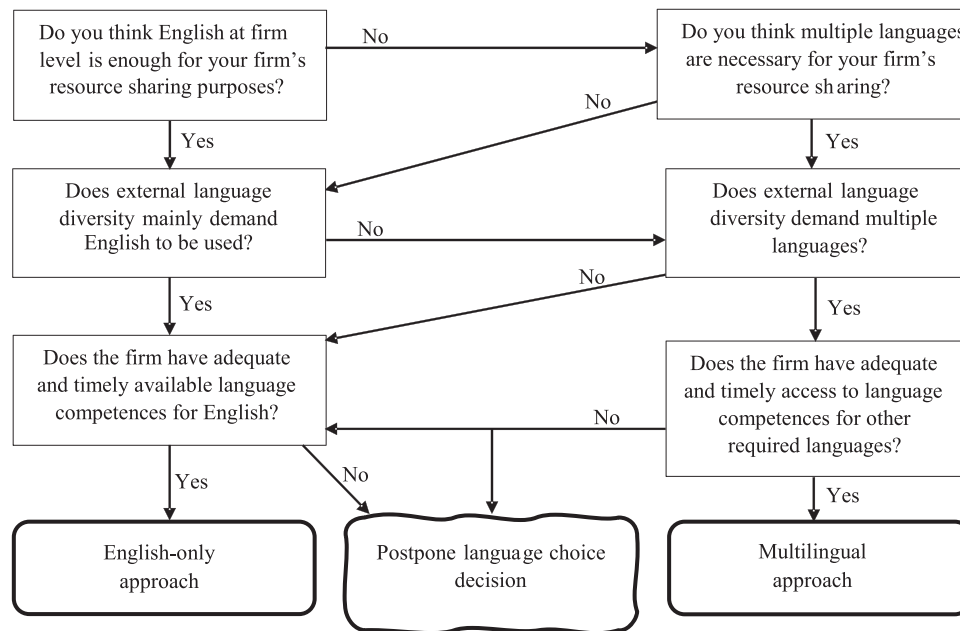 Do you think English at firm
level is enough for your firm's
resource sharing purposes?
No
Do you think multiple languages
are necessary for your firm's
resource sharing?
No
Yes
Yes
Does external language
diversity mainly demand
English to be used?
No
Does external language
diversity demand multiple
languages?
No
Yes
Yes
Does the firm have adequate
and timely available language
competences for English?
Does the firm have adequate
and timely access to language
competences for other
required languages?
No
No
Yes
Yes
English-only
approach
Postpone language choice
decision
Multilingual
approach